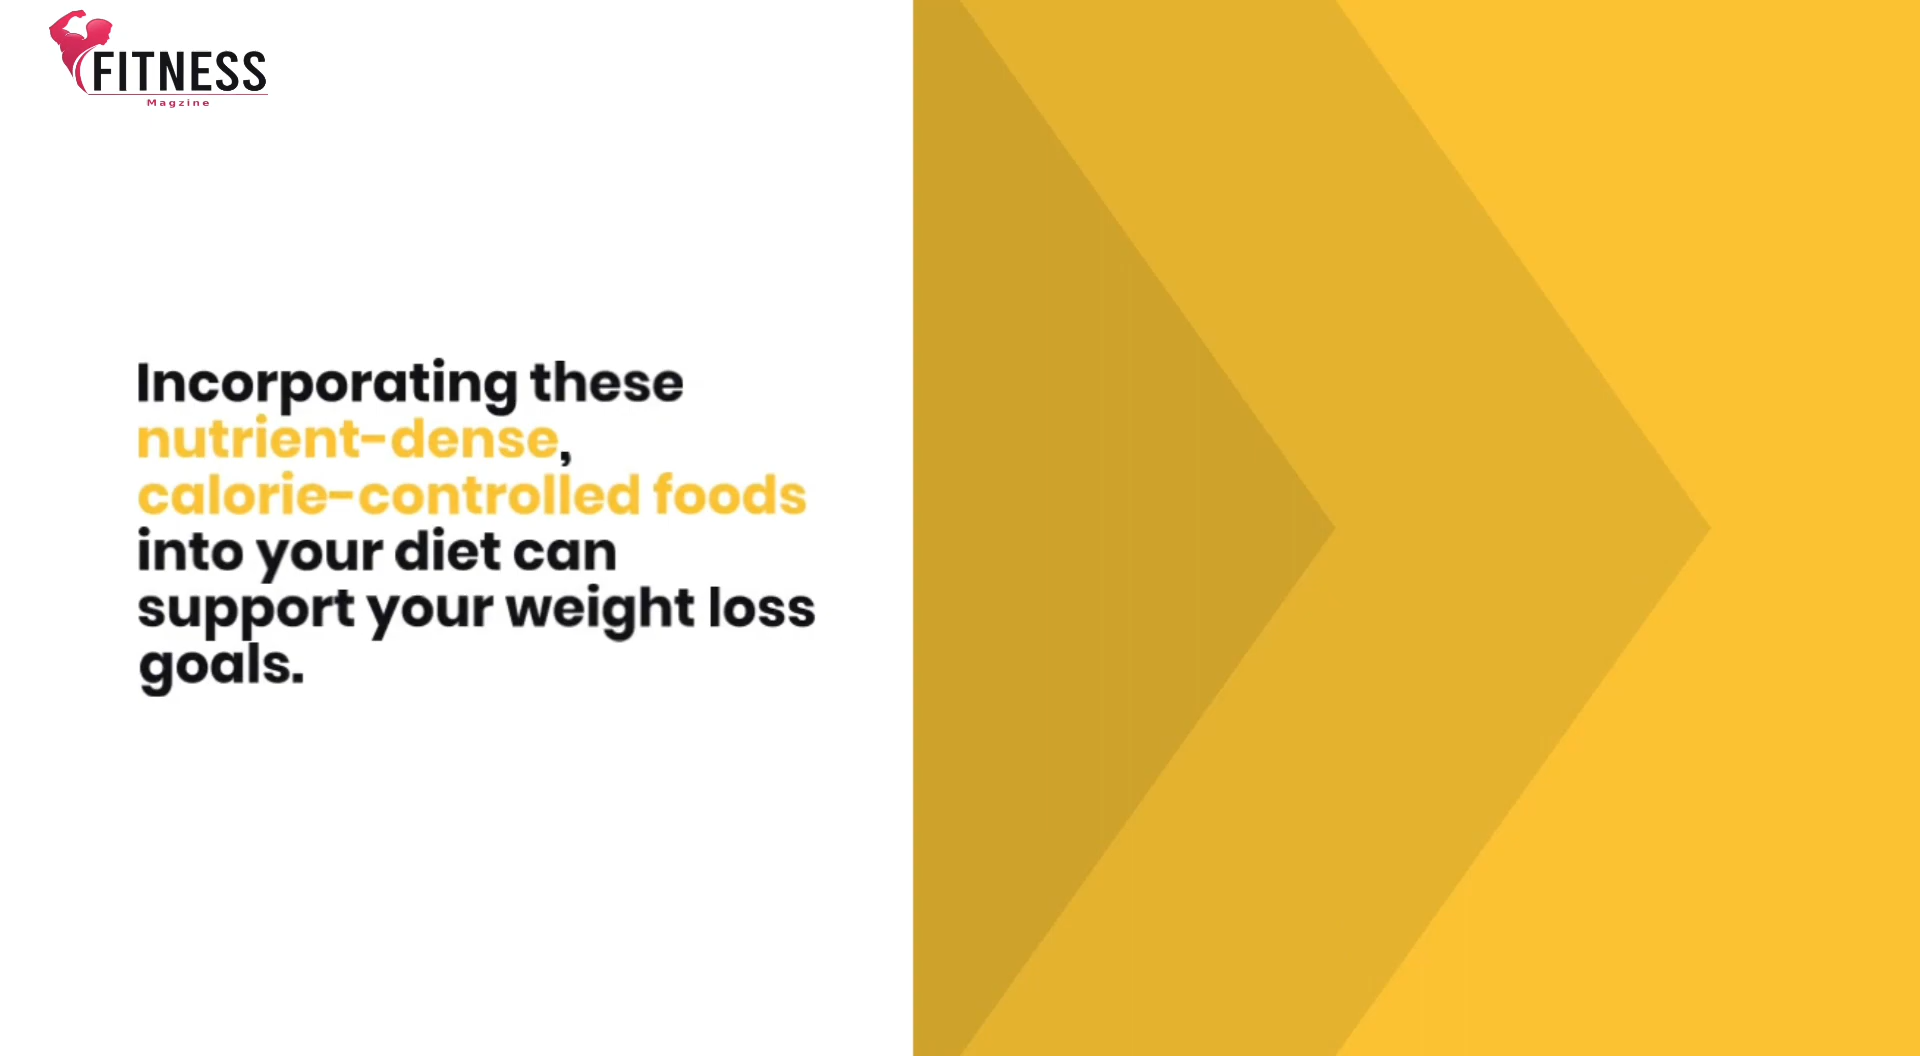 FITNESS
Magzine
Incorporating these
nutrient-dense,
calorie-controlled foods
into your diet can
support your weight loss
goals.